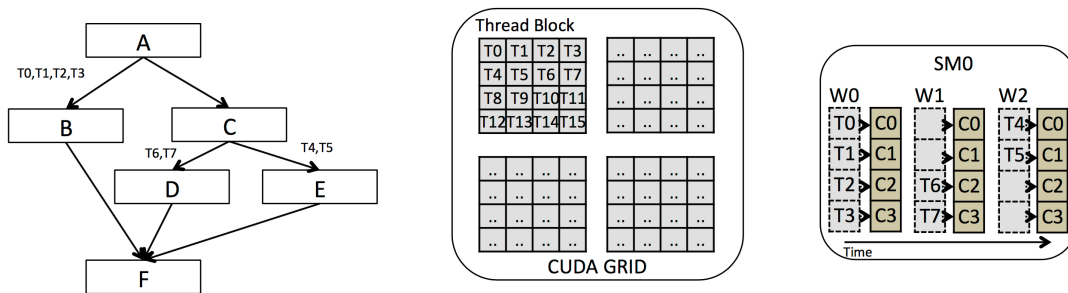 A
T0,T1,T2,T3
B
C
T6,T7
T4,T5
D
E
F
Thread Block
T0 T1 T2 T3 .. .. .. ..
T4 T5 T6 T7 .. .. .. ..
T8 T9 T10 T11 .. .. .. ..
T12 T13 T14 T15 .. .. .. ..
.. .. .. .. .. .. .. ..
.. .. .. .. .. .. .. ..
.. .. .. .. .. .. .. ..
.. .. .. .. .. .. .. ..
CUDA GRID
SM0
W0 W1 W2
T0 C0 C0 T4 C0
T1 C1 C1 T5 C1
T2 C2 T6 C2 C2
T3 C3 T7 C3 C3
Time